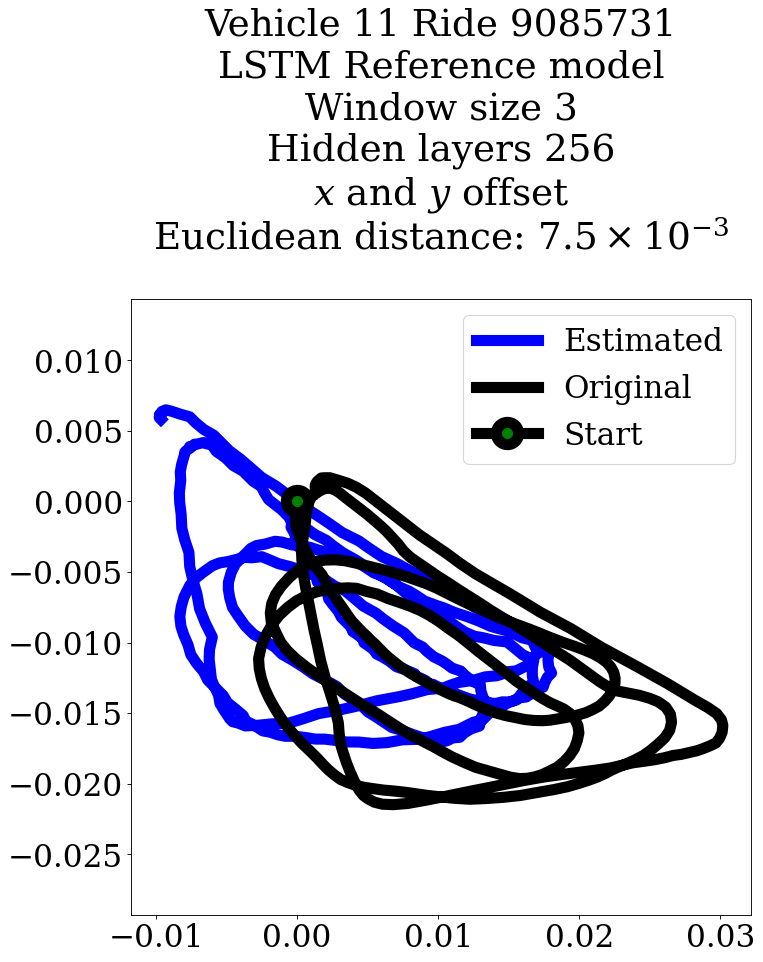 Vehicle 11 Ride 9085731
LSTM Reference model
Window size 3
Hidden layers 256
x and y offset
Euclidean distance: 7.5 × 10⁻³
Estimated
Original
Start
0.010
0.005
0.000
−0.005
−0.010
−0.015
−0.020
−0.025
−0.01 0.00 0.01 0.02 0.03